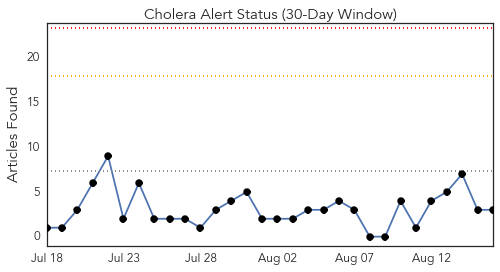 Cholera Alert Status (30-Day Window)
Articles Found
20
15
10
5
0
Jul 18
Jul 23
Jul 28
Aug 02
Aug 07
Aug 12